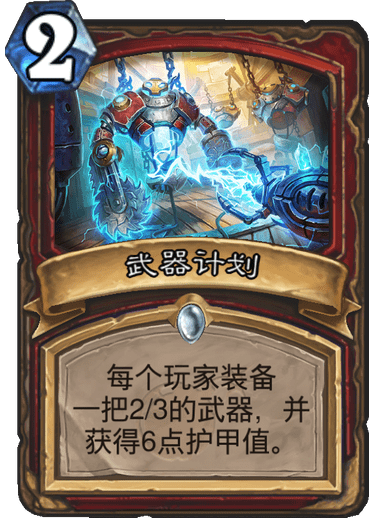 2
武器计划
每个玩家装备
一把2/3的武器，并
获得6点护甲值。